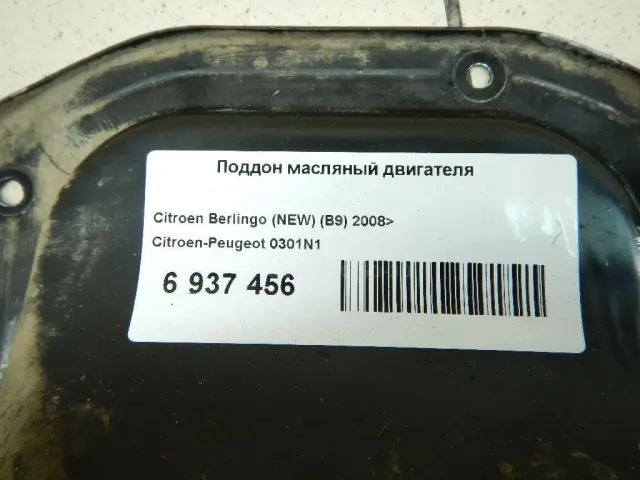 Поддон масляный двигателя
Citroen Berlingo (NEW) (B9) 2008>
Citroen-Peugeot 0301N1
6 937 456